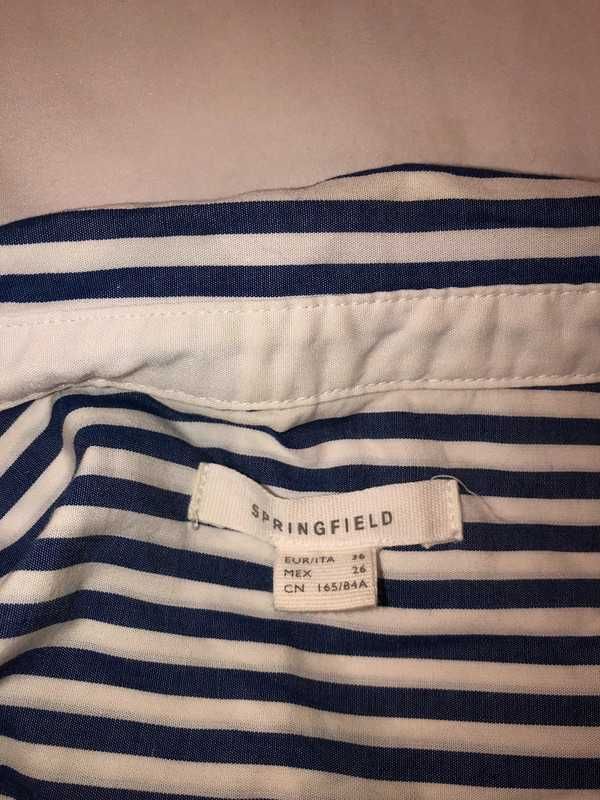 SPRINGFIELD
EUR/ITA 36
MEX 26
CN 165/84A